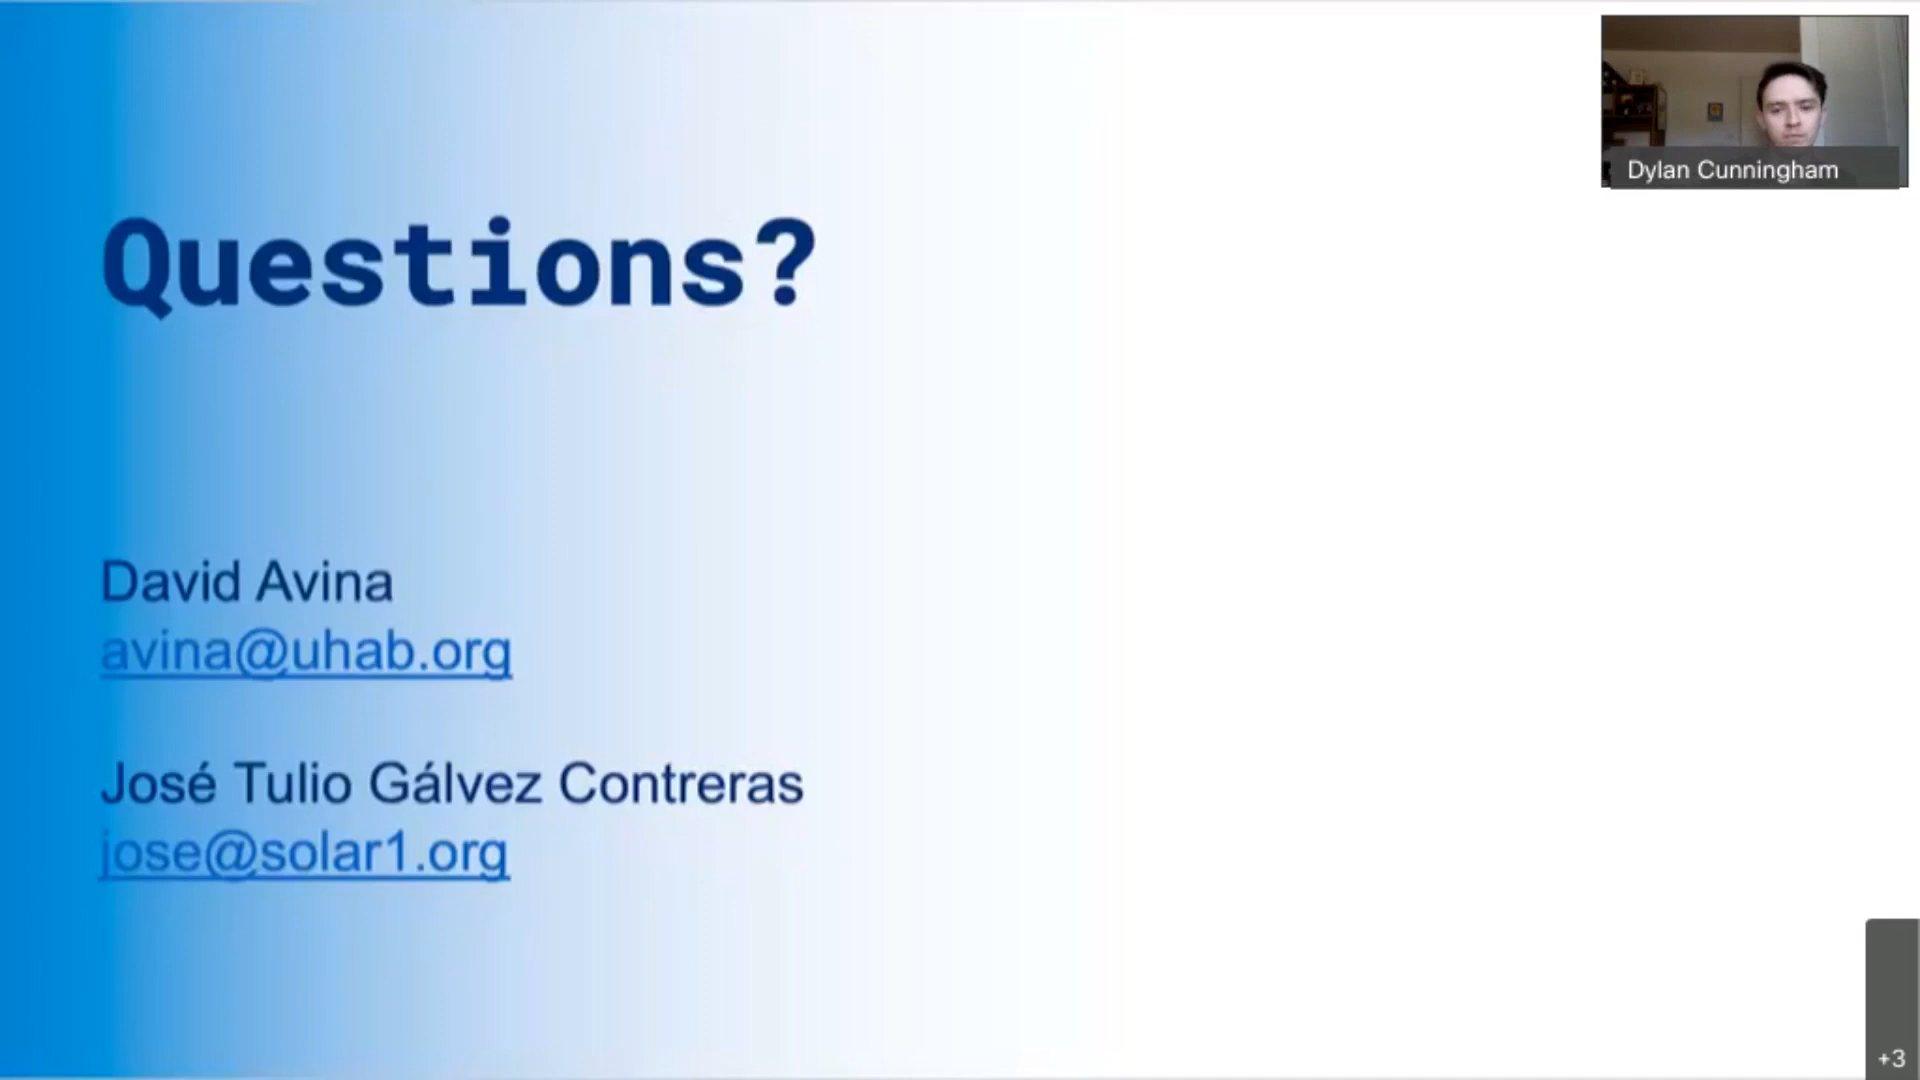 Dylan Cunningham
Questions?
David Avina
avina@uhab.org
José Tulio Gálvez Contreras
jose@solar1.org
+3